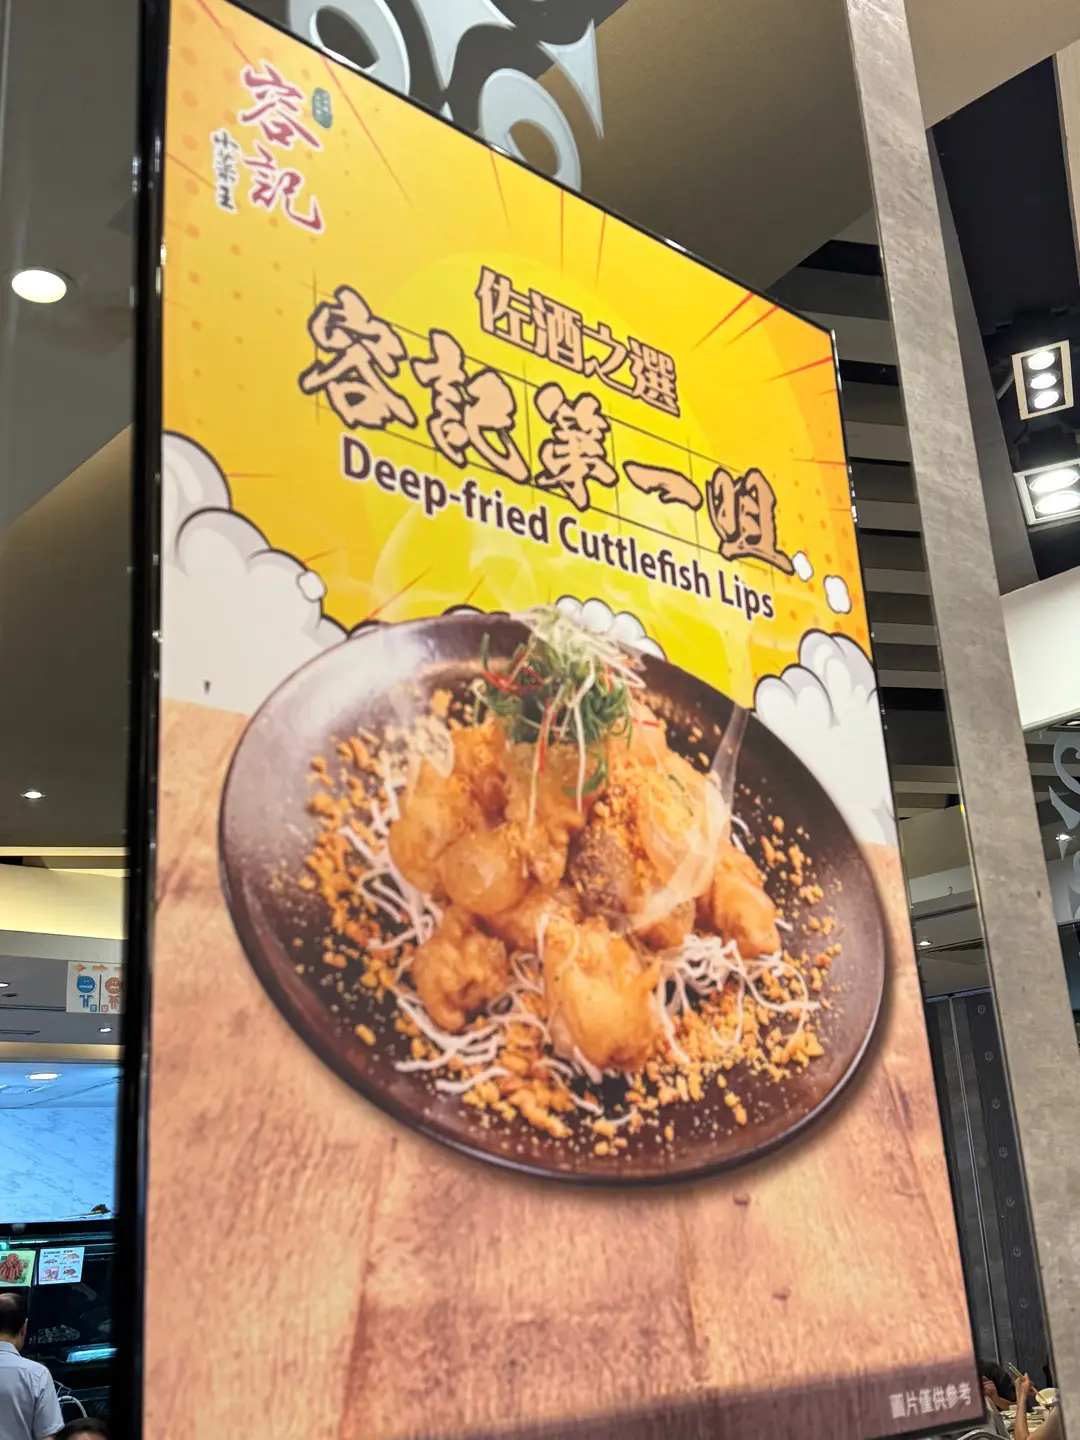 容記
小菜王
佐酒之選
容記第一咀
Deep-fried Cuttlefish Lips
圖片僅供參考